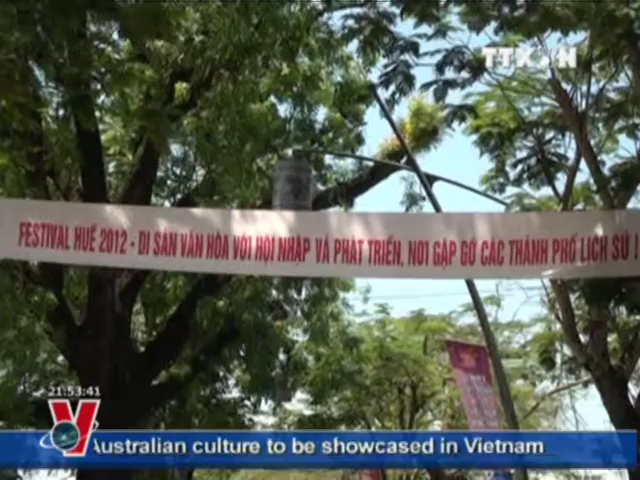 TTXVN
FESTIVAL HUẾ 2012 - DI SẢN VĂN HÓA VỚI HỘI NHẬP VÀ PHÁT TRIỂN, NƠI GẶP GỠ CÁC THÀNH PHỐ LỊCH SỬ !
21:53:41
V
Australian culture to be showcased in Vietnam